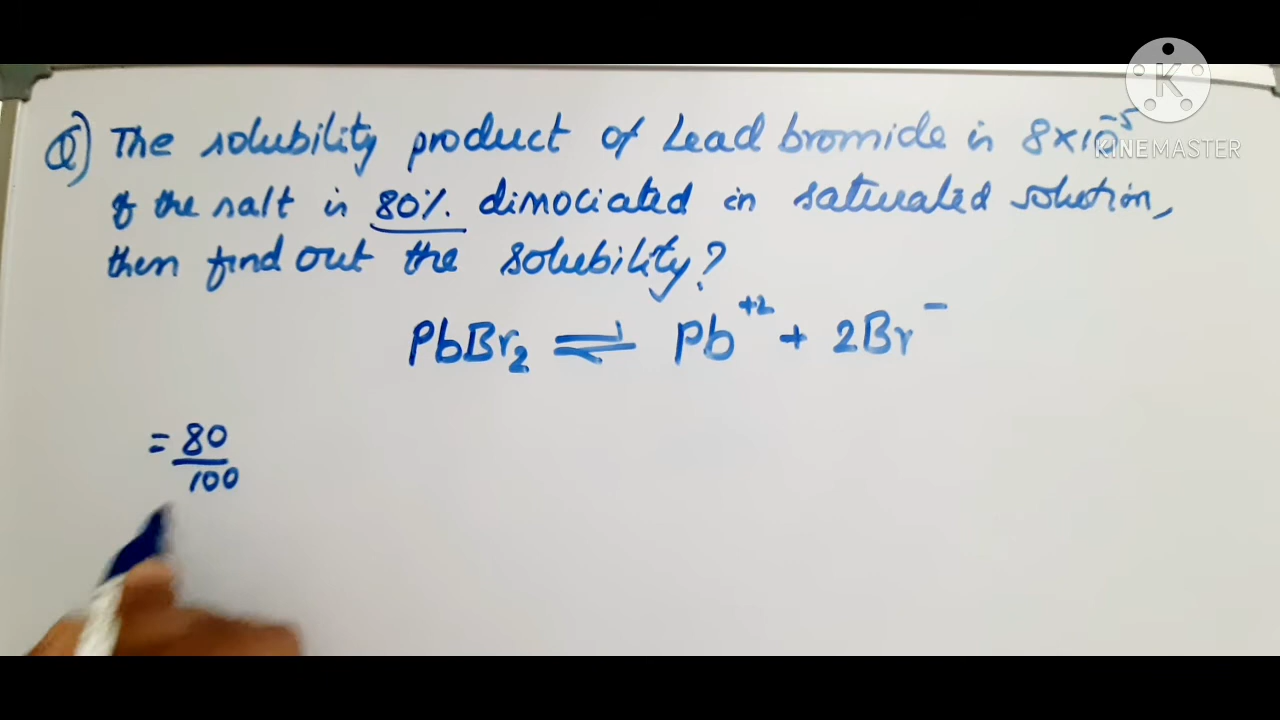 Q) The solubility product of Lead bromide is 8×10⁻⁵
if the salt is 80% dissociated in saturated solution,
then find out the solubility?
PbBr₂ ⇌ Pb⁺² + 2Br⁻
= 80/100
K
KINEMASTER